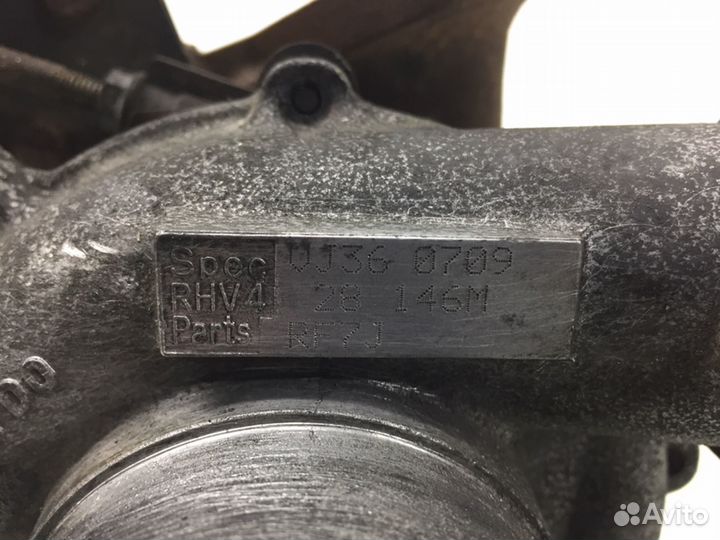 Spec VJ36 0709
RHV4 28 146M
Parts RF7J
Avito